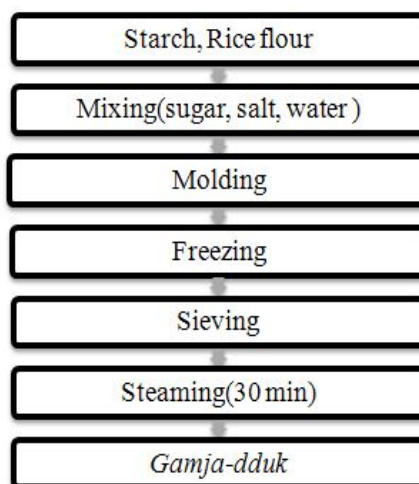 Starch, Rice flour
Mixing(sugar, salt, water )
Molding
Freezing
Sieving
Steaming(30 min)
Gamja-dduk